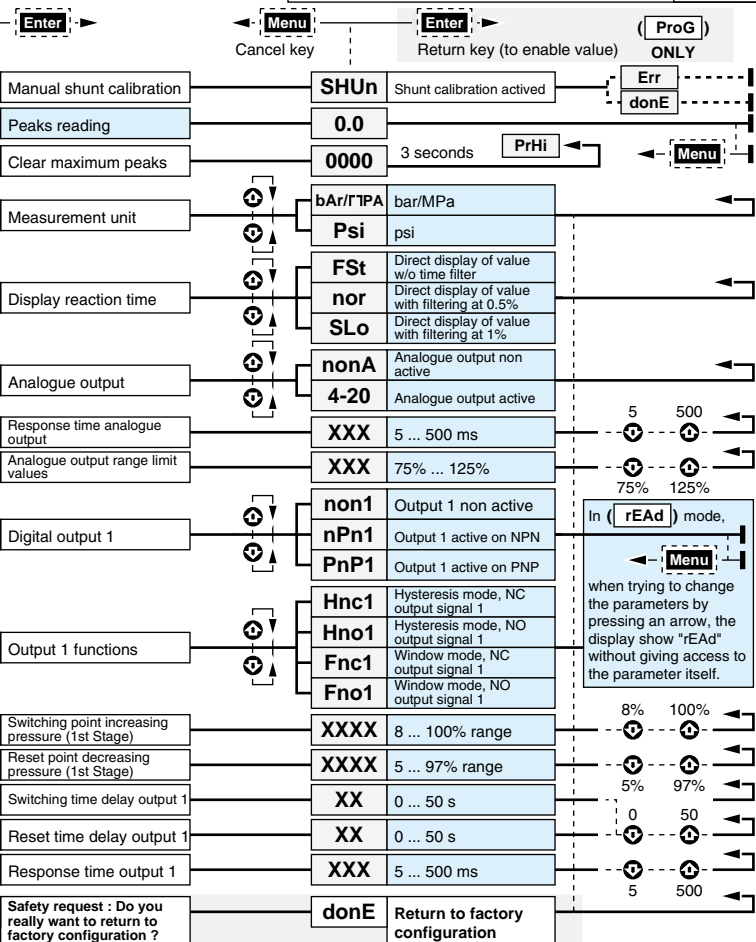 Enter
Menu
Enter
( ProG )
Cancel key
Return key (to enable value)
ONLY
Manual shunt calibration
SHUn
Shunt calibration actived
Err
donE
Peaks reading
0.0
Clear maximum peaks
0000
3 seconds
PrHi
Menu
Measurement unit
bAr/ΓΊPA
bar/MPa
Psi
psi
Display reaction time
FSt
Direct display of value
w/o time filter
nor
Direct display of value
with filtering at 0.5%
SLo
Direct display of value
with filtering at 1%
Analogue output
nonA
Analogue output non
active
4-20
Analogue output active
Response time analogue
output
XXX
5 ... 500 ms
5 500
Analogue output range limit
values
XXX
75% ... 125%
75% 125%
Digital output 1
non1
Output 1 non active
nPn1
Output 1 active on NPN
PnP1
Output 1 active on PNP
In ( rEAd ) mode,
Menu
when trying to change
the parameters by
pressing an arrow, the
display show "rEAd"
without giving access to
the parameter itself.
Output 1 functions
Hnc1
Hysteresis mode, NC
output signal 1
Hno1
Hysteresis mode, NO
output signal 1
Fnc1
Window mode, NC
output signal 1
Fno1
Window mode, NO
output signal 1
Switching point increasing
pressure (1st Stage)
XXXX
8 ... 100% range
8% 100%
Reset point decreasing
pressure (1st Stage)
XXXX
5 ... 97% range
5% 97%
Switching time delay output 1
XX
0 ... 50 s
0 50
Reset time delay output 1
XX
0 ... 50 s
Response time output 1
XXX
5 ... 500 ms
5 500
Safety request : Do you
really want to return to
factory configuration ?
donE
Return to factory
configuration